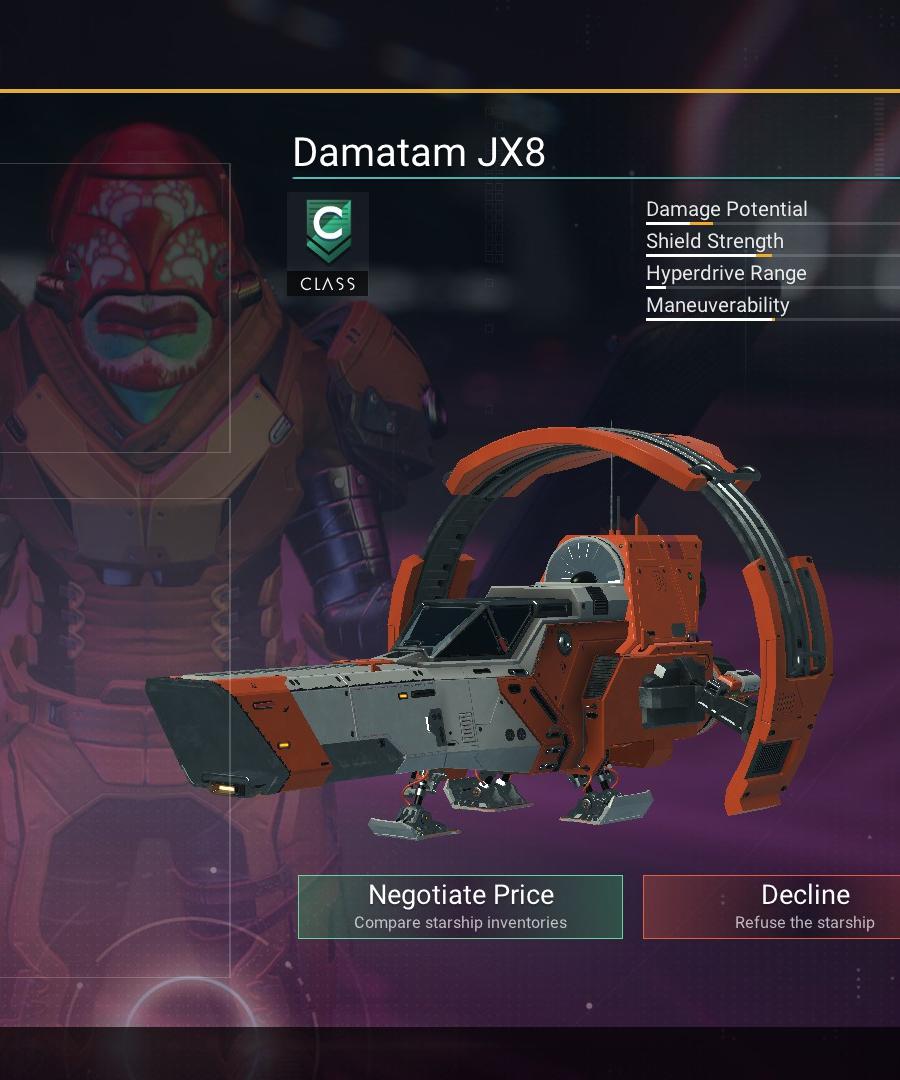 Damatam JX8
C
CLASS
Damage Potential
Shield Strength
Hyperdrive Range
Maneuverability
Negotiate Price
Compare starship inventories
Decline
Refuse the starship